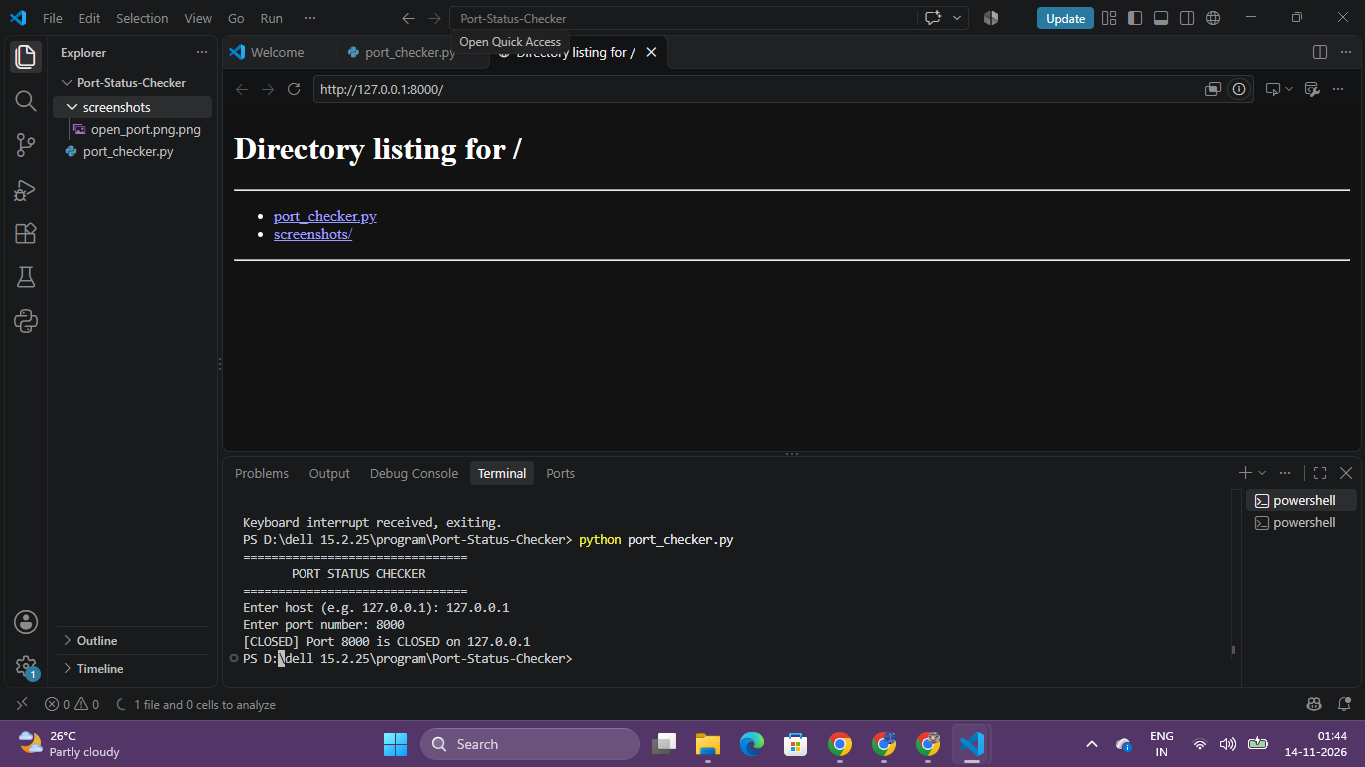 File Edit Selection View Go Run ··· Port-Status-Checker Update
Open Quick Access
Explorer ···
Port-Status-Checker
screenshots
open_port.png.png
port_checker.py
Outline
Timeline
Welcome port_checker.py Directory listing for /
http://127.0.0.1:8000/
Directory listing for /
• port_checker.py
• screenshots/
Problems Output Debug Console Terminal Ports
powershell
powershell
Keyboard interrupt received, exiting.
PS D:\dell 15.2.25\program\Port-Status-Checker> python port_checker.py
================================
PORT STATUS CHECKER
================================
Enter host (e.g. 127.0.0.1): 127.0.0.1
Enter port number: 8000
[CLOSED] Port 8000 is CLOSED on 127.0.0.1
PS D:\dell 15.2.25\program\Port-Status-Checker>
1
0 0 1 file and 0 cells to analyze
26°C
Partly cloudy
Search
ENG
IN
01:44
14-11-2026